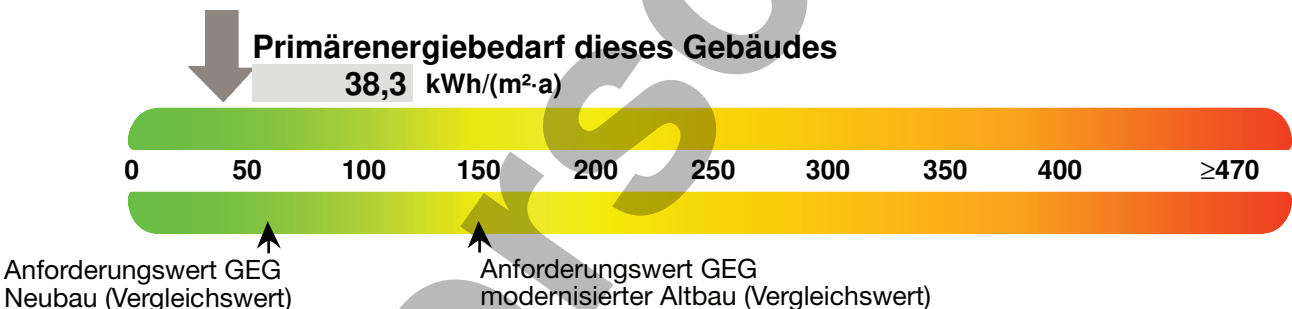 Primärenergiebedarf dieses Gebäudes
38,3 kWh/(m²·a)
0 50 100 150 200 250 300 350 400 ≥470
Anforderungswert GEG
Neubau (Vergleichswert)
Anforderungswert GEG
modernisierter Altbau (Vergleichswert)